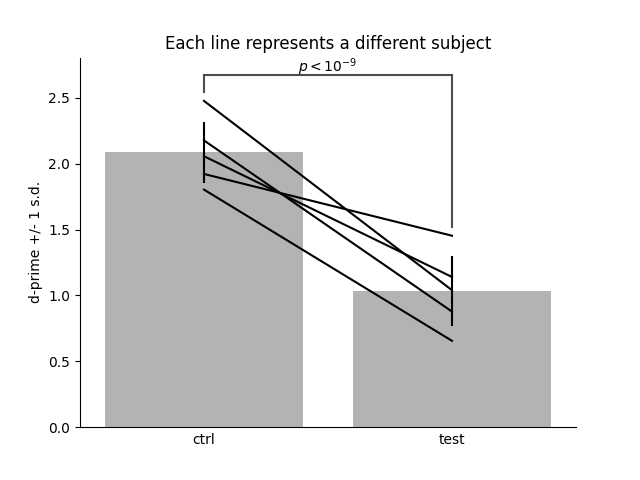 Each line represents a different subject
p < 10⁻⁹
d-prime +/- 1 s.d.
2.5
2.0
1.5
1.0
0.5
0.0
ctrl test